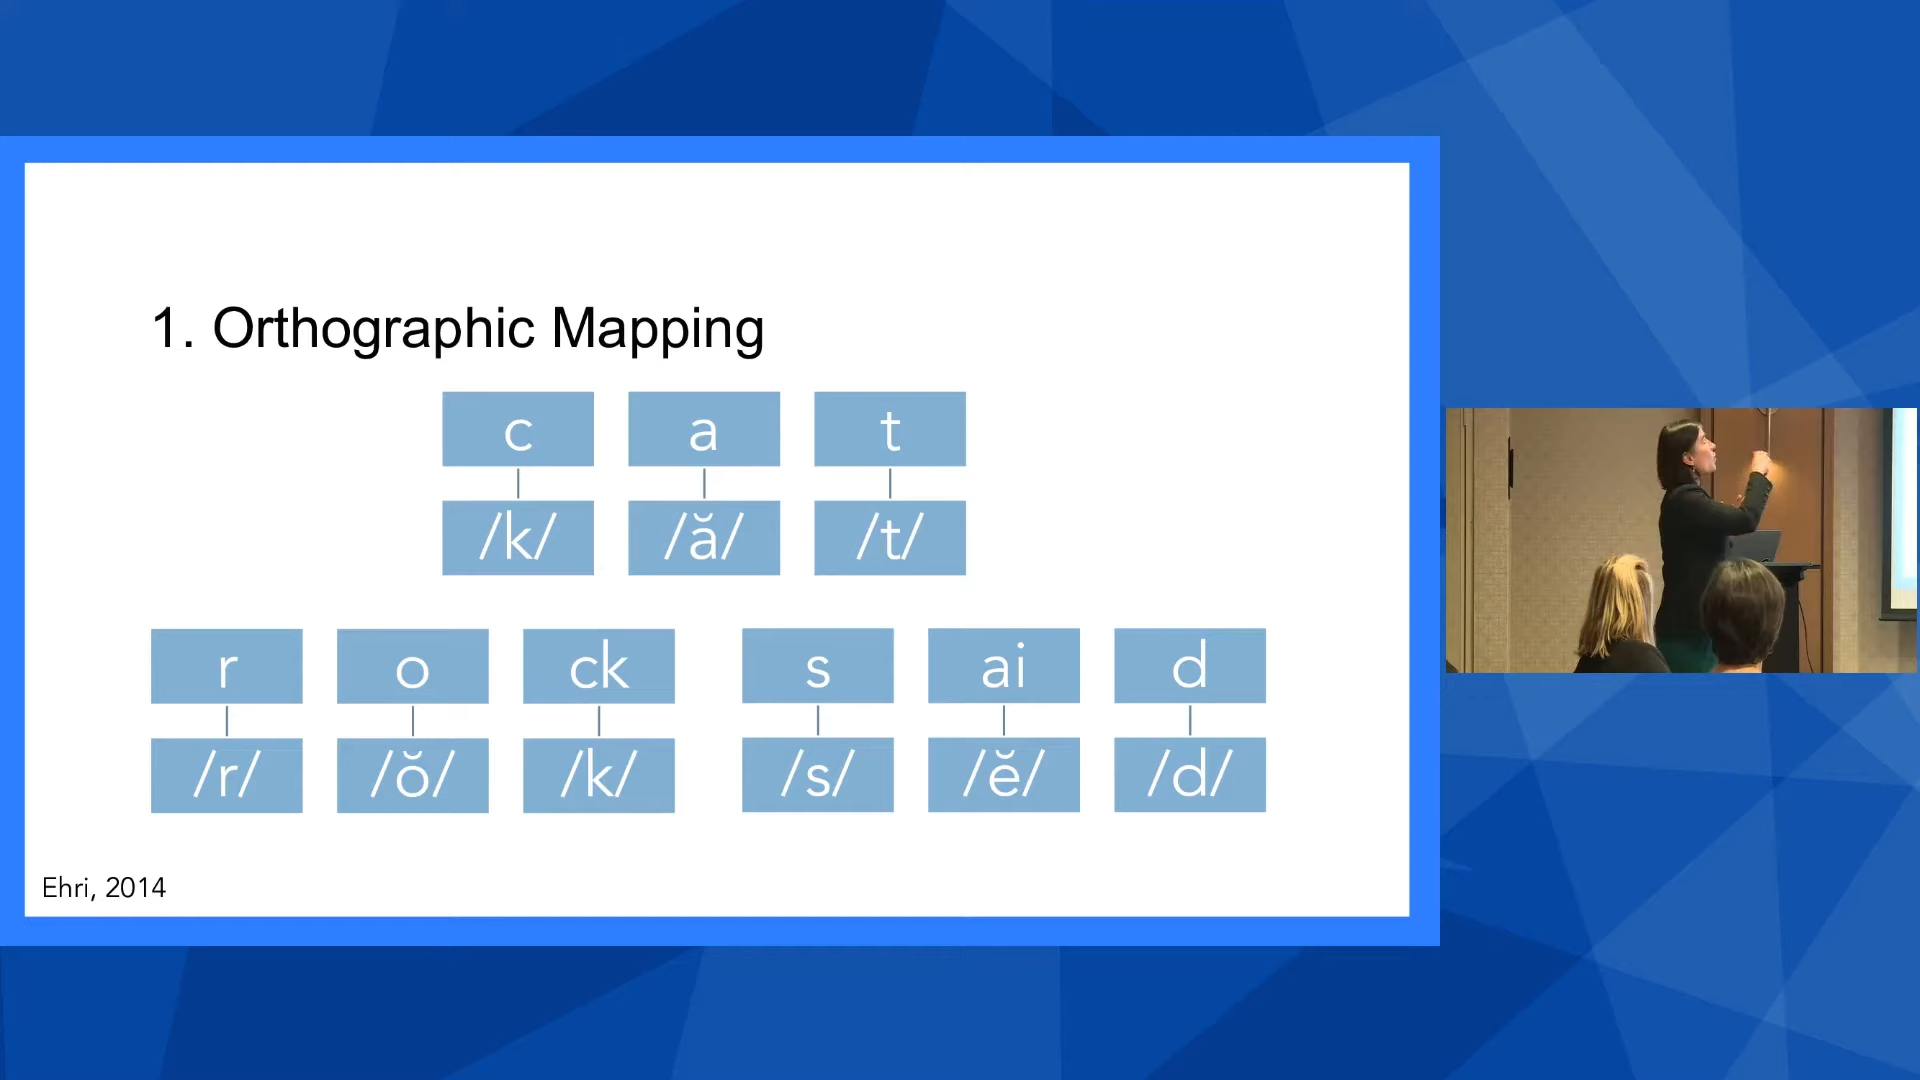 1. Orthographic Mapping
c a t
/k/ /ă/ /t/
r o ck s ai d
/r/ /ŏ/ /k/ /s/ /ĕ/ /d/
Ehri, 2014